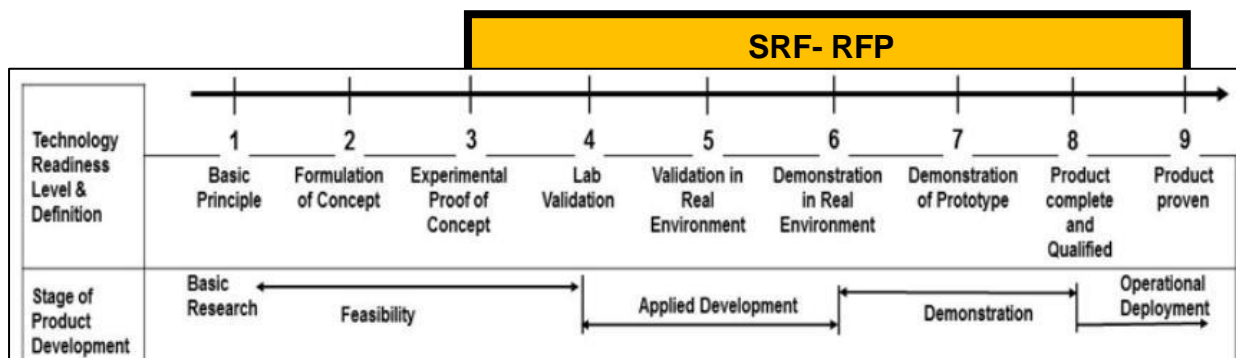 SRF- RFP
Technology
Readiness
Level &
Definition
1
Basic
Principle
2
Formulation
of Concept
3
Experimental
Proof of
Concept
4
Lab
Validation
5
Validation in
Real
Environment
6
Demonstration
in Real
Environment
7
Demonstration
of Prototype
8
Product
complete
and
Qualified
9
Product
proven
Stage of
Product
Development
Basic
Research
Feasibility
Applied Development
Demonstration
Operational
Deployment